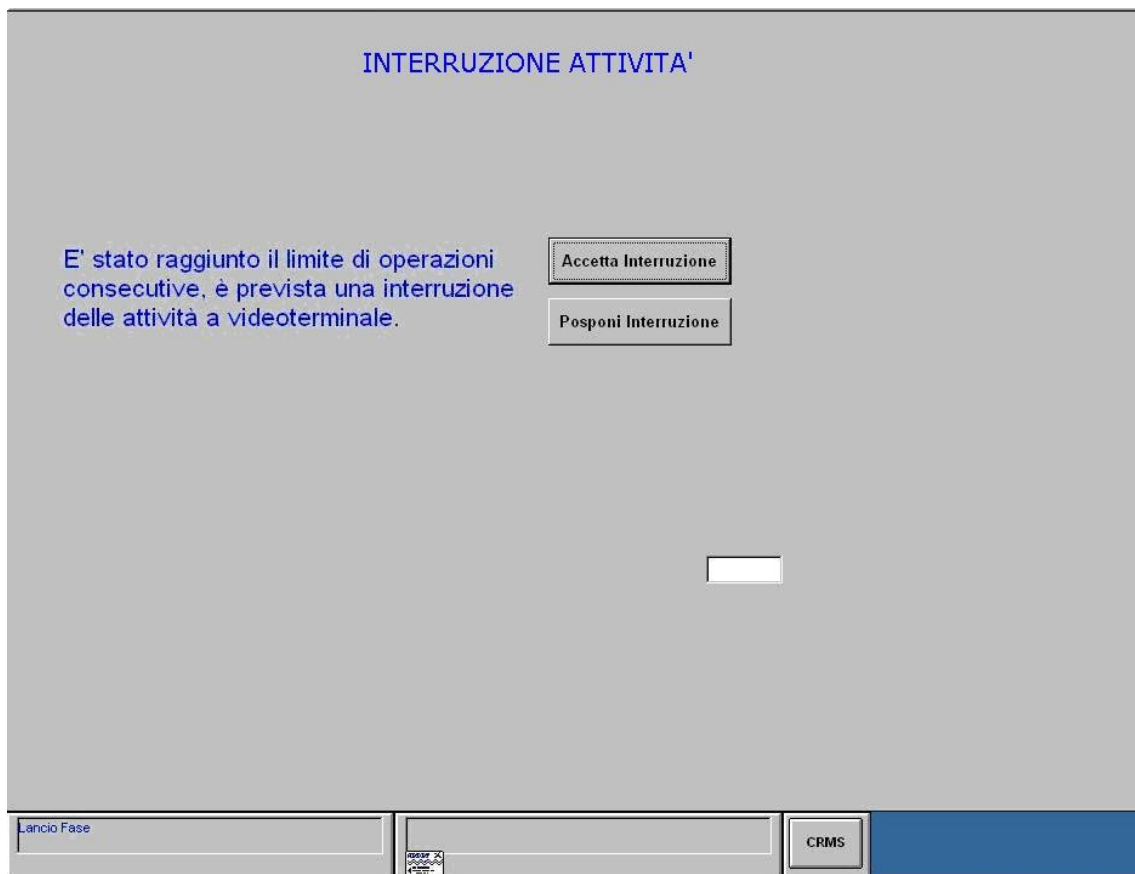 INTERRUZIONE ATTIVITA'
E' stato raggiunto il limite di operazioni
consecutive, è prevista una interruzione
delle attività a videoterminale.
Accetta Interruzione
Posponi Interruzione
Lancio Fase
CRMS